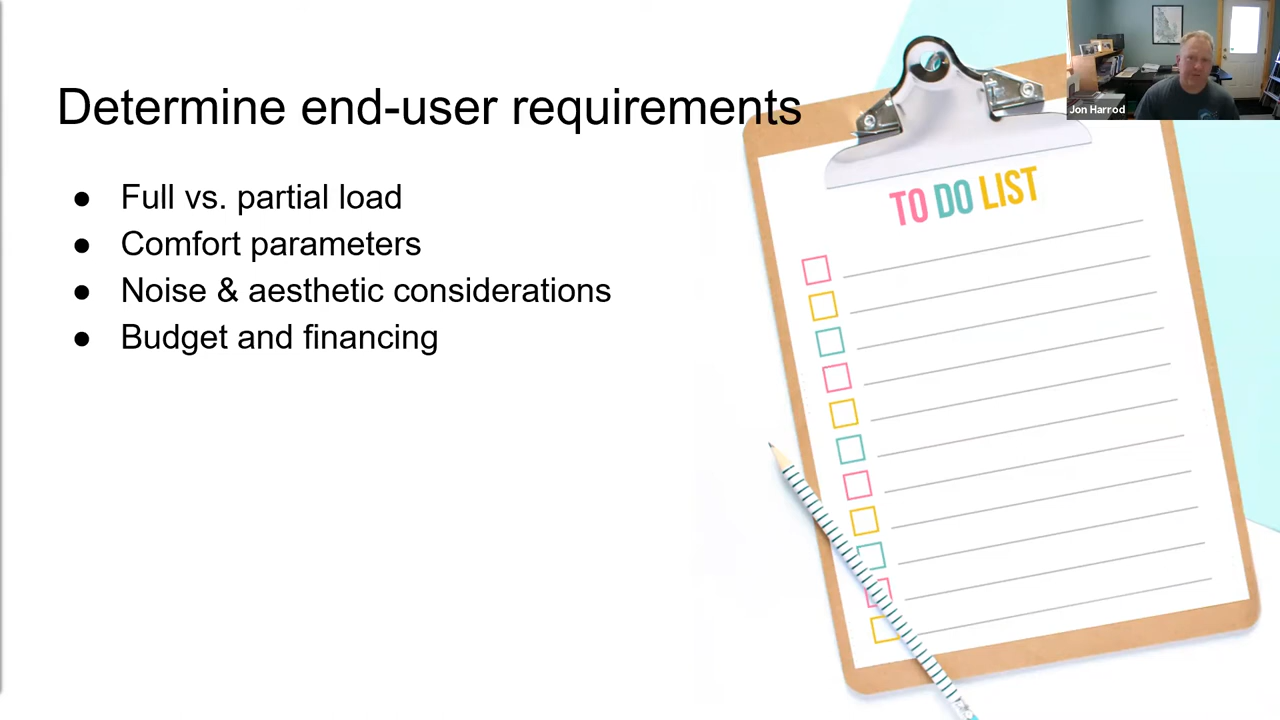 Determine end-user requirements
● Full vs. partial load
● Comfort parameters
● Noise & aesthetic considerations
● Budget and financing
TO DO LIST
Jon Harrod